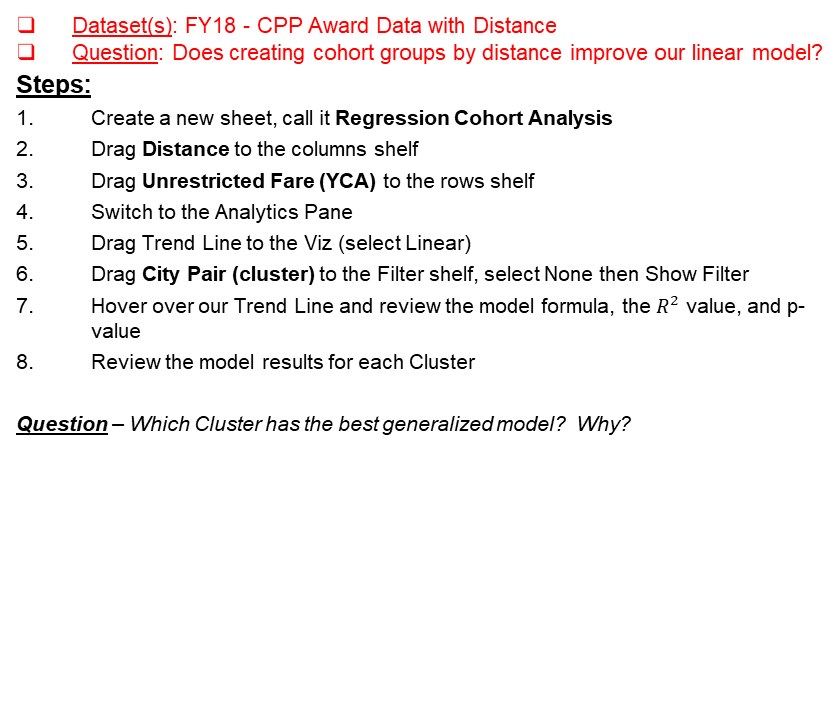 ❑ Dataset(s): FY18 - CPP Award Data with Distance
❑ Question: Does creating cohort groups by distance improve our linear model?
Steps:
1. Create a new sheet, call it Regression Cohort Analysis
2. Drag Distance to the columns shelf
3. Drag Unrestricted Fare (YCA) to the rows shelf
4. Switch to the Analytics Pane
5. Drag Trend Line to the Viz (select Linear)
6. Drag City Pair (cluster) to the Filter shelf, select None then Show Filter
7. Hover over our Trend Line and review the model formula, the R² value, and p-
value
8. Review the model results for each Cluster
Question – Which Cluster has the best generalized model? Why?